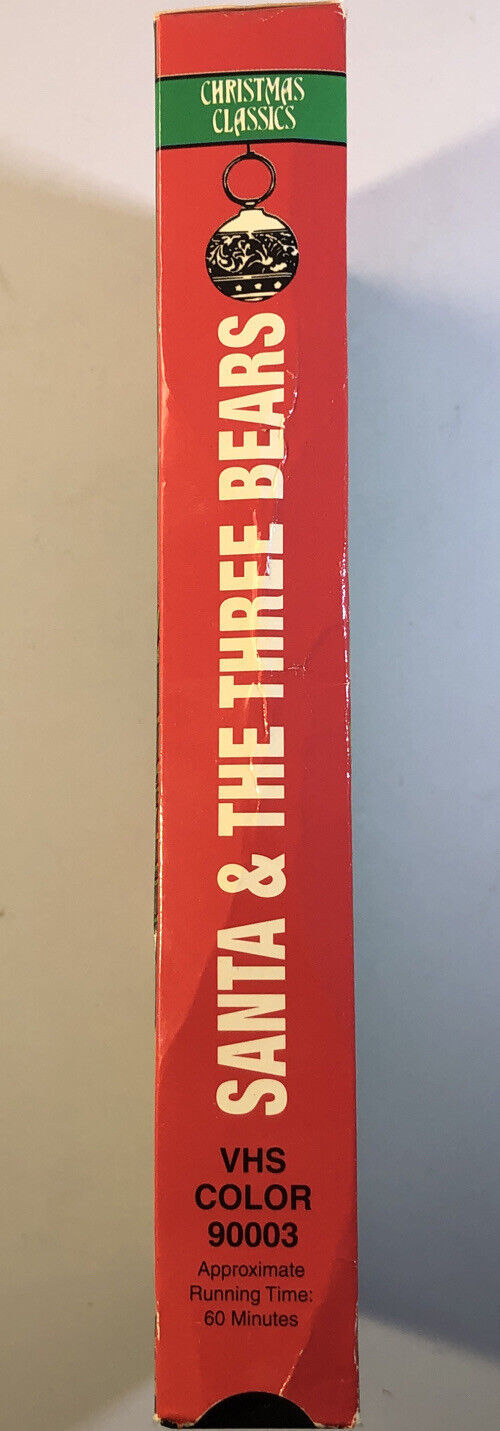 CHRISTMAS
CLASSICS
SANTA & THE THREE BEARS
VHS
COLOR
90003
Approximate
Running Time:
60 Minutes